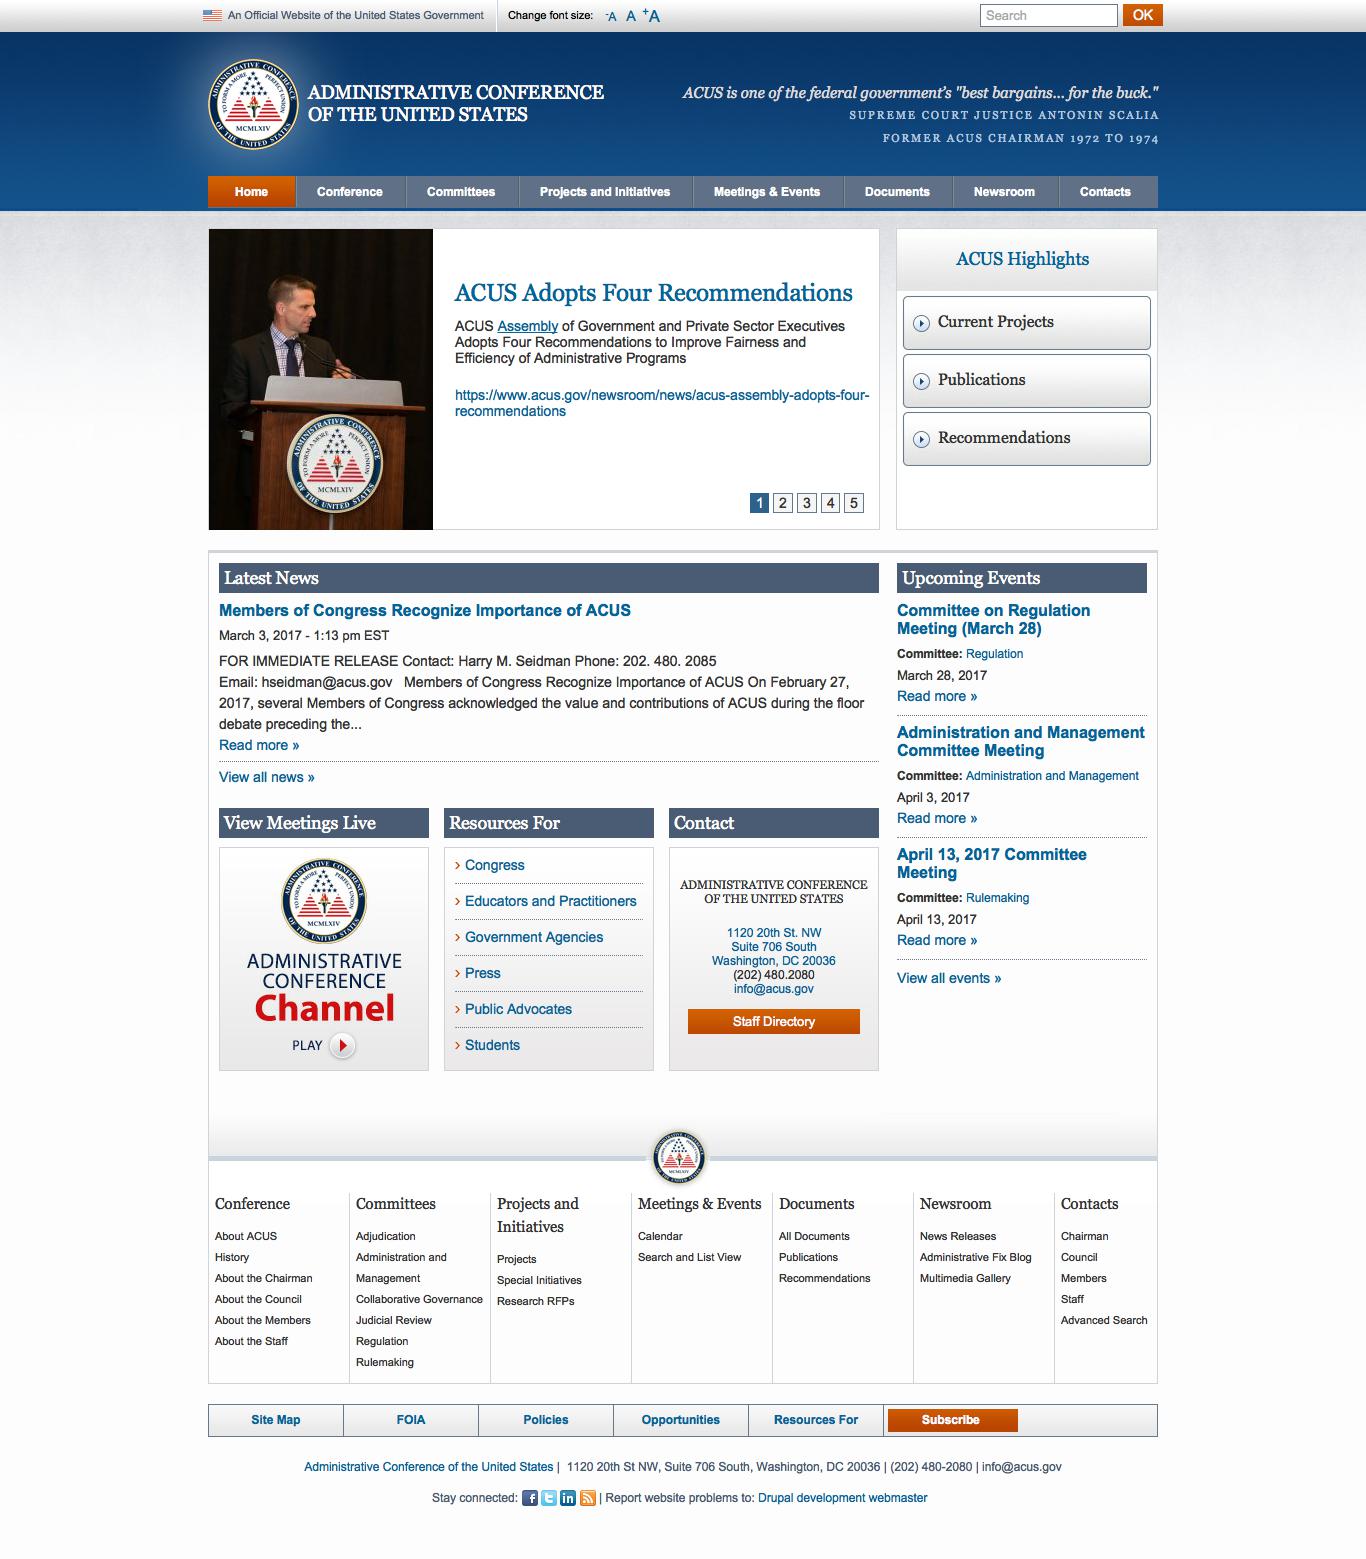 An Official Website of the United States Government
Change font size: -A A +A
Search
OK
ADMINISTRATIVE CONFERENCE
OF THE UNITED STATES
ACUS is one of the federal government's "best bargains... for the buck."
SUPREME COURT JUSTICE ANTONIN SCALIA
FORMER ACUS CHAIRMAN 1972 TO 1974
Home
Conference
Committees
Projects and Initiatives
Meetings & Events
Documents
Newsroom
Contacts
ACUS Adopts Four Recommendations
ACUS Assembly of Government and Private Sector Executives
Adopts Four Recommendations to Improve Fairness and
Efficiency of Administrative Programs
https://www.acus.gov/newsroom/news/acus-assembly-adopts-four-
recommendations
1 2 3 4 5
ACUS Highlights
Current Projects
Publications
Recommendations
Latest News
Members of Congress Recognize Importance of ACUS
March 3, 2017 - 1:13 pm EST
FOR IMMEDIATE RELEASE Contact: Harry M. Seidman Phone: 202. 480. 2085
Email: hseidman@acus.gov Members of Congress Recognize Importance of ACUS On February 27,
2017, several Members of Congress acknowledged the value and contributions of ACUS during the floor
debate preceding the...
Read more »
View all news »
Upcoming Events
Committee on Regulation
Meeting (March 28)
Committee: Regulation
March 28, 2017
Read more »
Administration and Management
Committee Meeting
Committee: Administration and Management
April 3, 2017
Read more »
April 13, 2017 Committee
Meeting
Committee: Rulemaking
April 13, 2017
Read more »
View all events »
View Meetings Live
ADMINISTRATIVE
CONFERENCE
Channel
PLAY
Resources For
› Congress
› Educators and Practitioners
› Government Agencies
› Press
› Public Advocates
› Students
Contact
ADMINISTRATIVE CONFERENCE
OF THE UNITED STATES
1120 20th St. NW
Suite 706 South
Washington, DC 20036
(202) 480.2080
info@acus.gov
Staff Directory
Conference
About ACUS
History
About the Chairman
About the Council
About the Members
About the Staff
Committees
Adjudication
Administration and
Management
Collaborative Governance
Judicial Review
Regulation
Rulemaking
Projects and
Initiatives
Projects
Special Initiatives
Research RFPs
Meetings & Events
Calendar
Search and List View
Documents
All Documents
Publications
Recommendations
Newsroom
News Releases
Administrative Fix Blog
Multimedia Gallery
Contacts
Chairman
Council
Members
Staff
Advanced Search
Site Map
FOIA
Policies
Opportunities
Resources For
Subscribe
Administrative Conference of the United States | 1120 20th St NW, Suite 706 South, Washington, DC 20036 | (202) 480-2080 | info@acus.gov
Stay connected: | Report website problems to: Drupal development webmaster